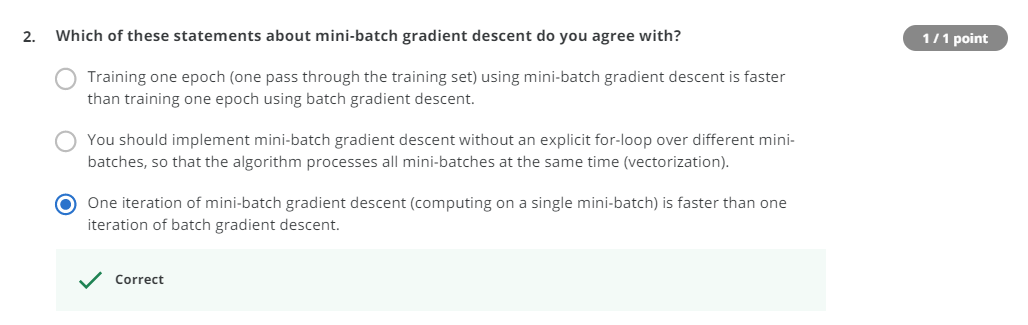 2. Which of these statements about mini-batch gradient descent do you agree with?
1 / 1 point
Training one epoch (one pass through the training set) using mini-batch gradient descent is faster
than training one epoch using batch gradient descent.
You should implement mini-batch gradient descent without an explicit for-loop over different mini-
batches, so that the algorithm processes all mini-batches at the same time (vectorization).
One iteration of mini-batch gradient descent (computing on a single mini-batch) is faster than one
iteration of batch gradient descent.
Correct